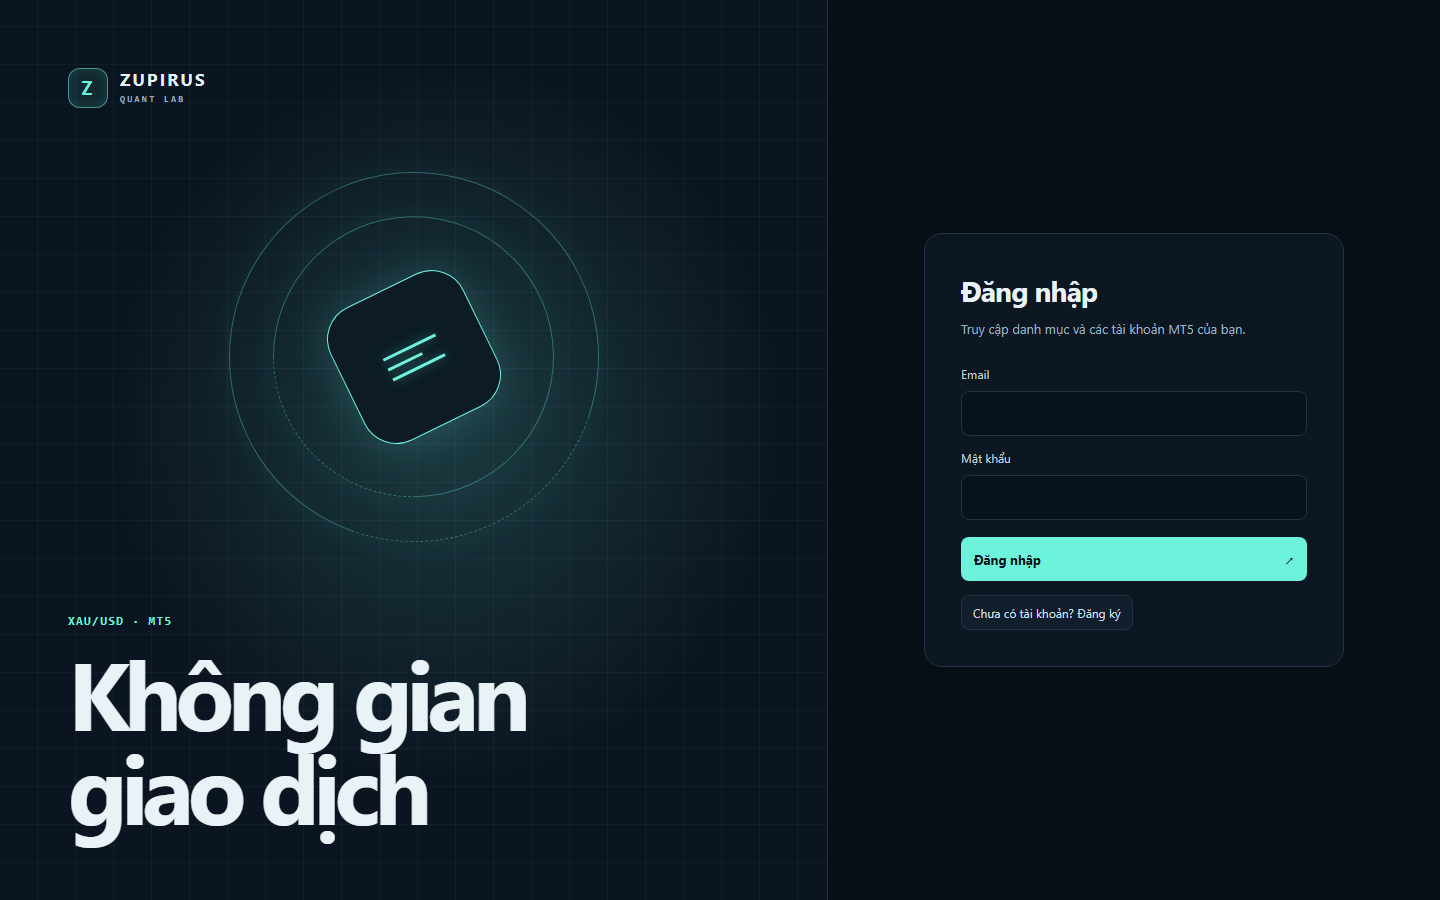 Z
ZUPIRUS
QUANT LAB
XAU/USD · MT5
Không gian
giao dịch
Đăng nhập
Truy cập danh mục và các tài khoản MT5 của bạn.
Email
Mật khẩu
Đăng nhập ↗
Chưa có tài khoản? Đăng ký